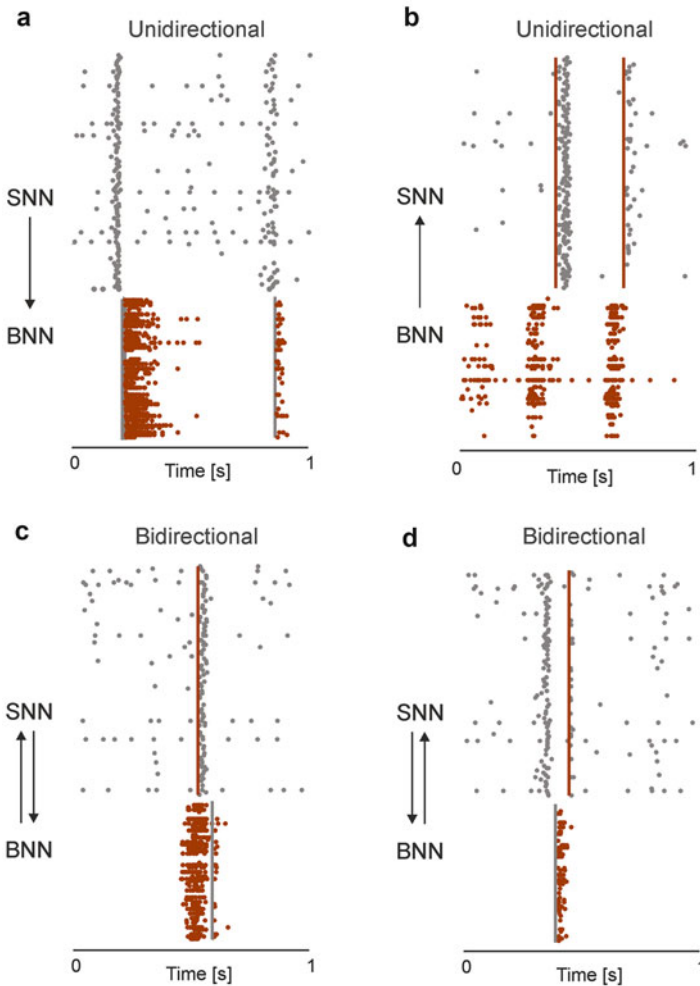 a
Unidirectional
SNN
BNN
0 1
Time [s]
b
Unidirectional
SNN
BNN
0 1
Time [s]
c
Bidirectional
SNN
BNN
0 1
Time [s]
d
Bidirectional
SNN
BNN
0 1
Time [s]